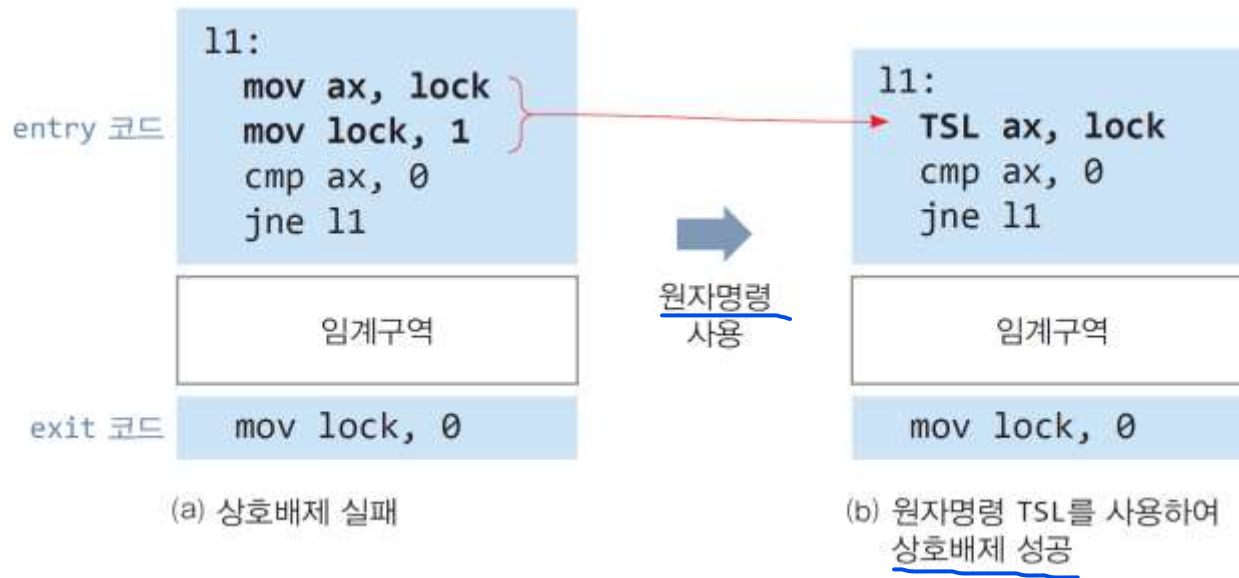 l1:
mov ax, lock
mov lock, 1
cmp ax, 0
jne l1
entry 코드
임계구역
exit 코드
mov lock, 0
(a) 상호배제 실패
원자명령
사용
l1:
TSL ax, lock
cmp ax, 0
jne l1
임계구역
mov lock, 0
(b) 원자명령 TSL를 사용하여
상호배제 성공